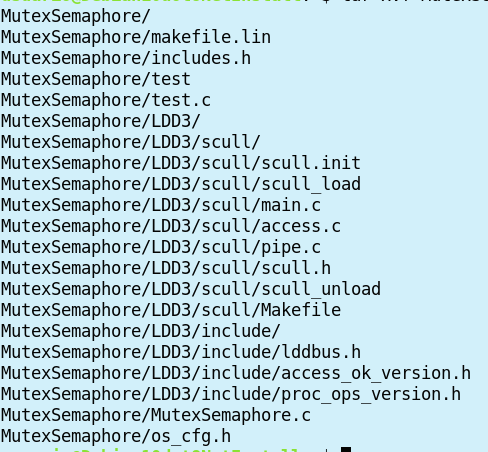 MutexSemaphore/
MutexSemaphore/makefile.lin
MutexSemaphore/includes.h
MutexSemaphore/test
MutexSemaphore/test.c
MutexSemaphore/LDD3/
MutexSemaphore/LDD3/scull/
MutexSemaphore/LDD3/scull/scull.init
MutexSemaphore/LDD3/scull/scull_load
MutexSemaphore/LDD3/scull/main.c
MutexSemaphore/LDD3/scull/access.c
MutexSemaphore/LDD3/scull/pipe.c
MutexSemaphore/LDD3/scull/scull.h
MutexSemaphore/LDD3/scull/scull_unload
MutexSemaphore/LDD3/scull/Makefile
MutexSemaphore/LDD3/include/
MutexSemaphore/LDD3/include/lddbus.h
MutexSemaphore/LDD3/include/access_ok_version.h
MutexSemaphore/LDD3/include/proc_ops_version.h
MutexSemaphore/MutexSemaphore.c
MutexSemaphore/os_cfg.h